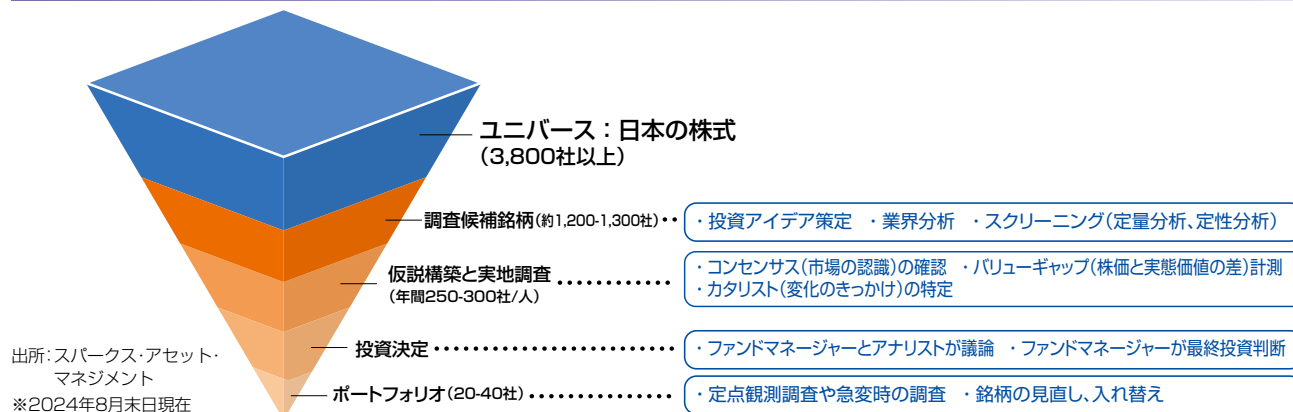 ユニバース：日本の株式
（3,800社以上）
調査候補銘柄（約1,200-1,300社）
・投資アイデア策定 ・業界分析 ・スクリーニング（定量分析、定性分析）
仮説構築と実地調査
（年間250-300社/人）
・コンセンサス（市場の認識）の確認 ・バリューギャップ（株価と実態価値の差）計測
・カタリスト（変化のきっかけ）の特定
投資決定
・ファンドマネージャーとアナリストが議論 ・ファンドマネージャーが最終投資判断
ポートフォリオ（20-40社）
・定点観測調査や急変時の調査 ・銘柄の見直し、入れ替え
出所：スパークス・アセット・
マネジメント
※2024年8月末日現在